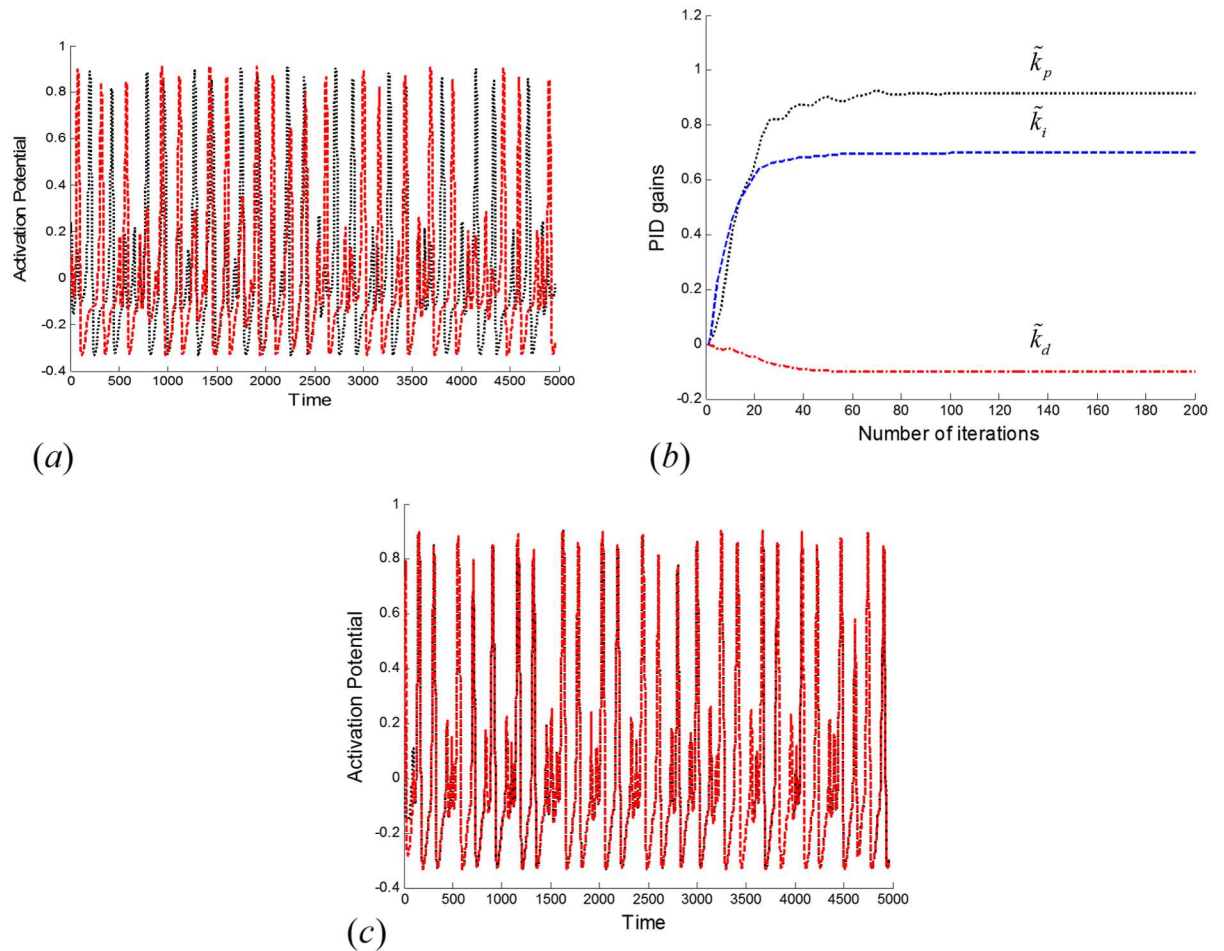 1
0.8
0.6
0.4
0.2
0
-0.2
-0.4
Activation Potential
0 500 1000 1500 2000 2500 3000 3500 4000 4500 5000
Time
(a)
1.2
1
0.8
0.6
0.4
0.2
0
-0.2
PID gains
k̃p
k̃i
k̃d
0 20 40 60 80 100 120 140 160 180 200
Number of iterations
(b)
1
0.8
0.6
0.4
0.2
0
-0.2
-0.4
Activation Potential
0 500 1000 1500 2000 2500 3000 3500 4000 4500 5000
Time
(c)